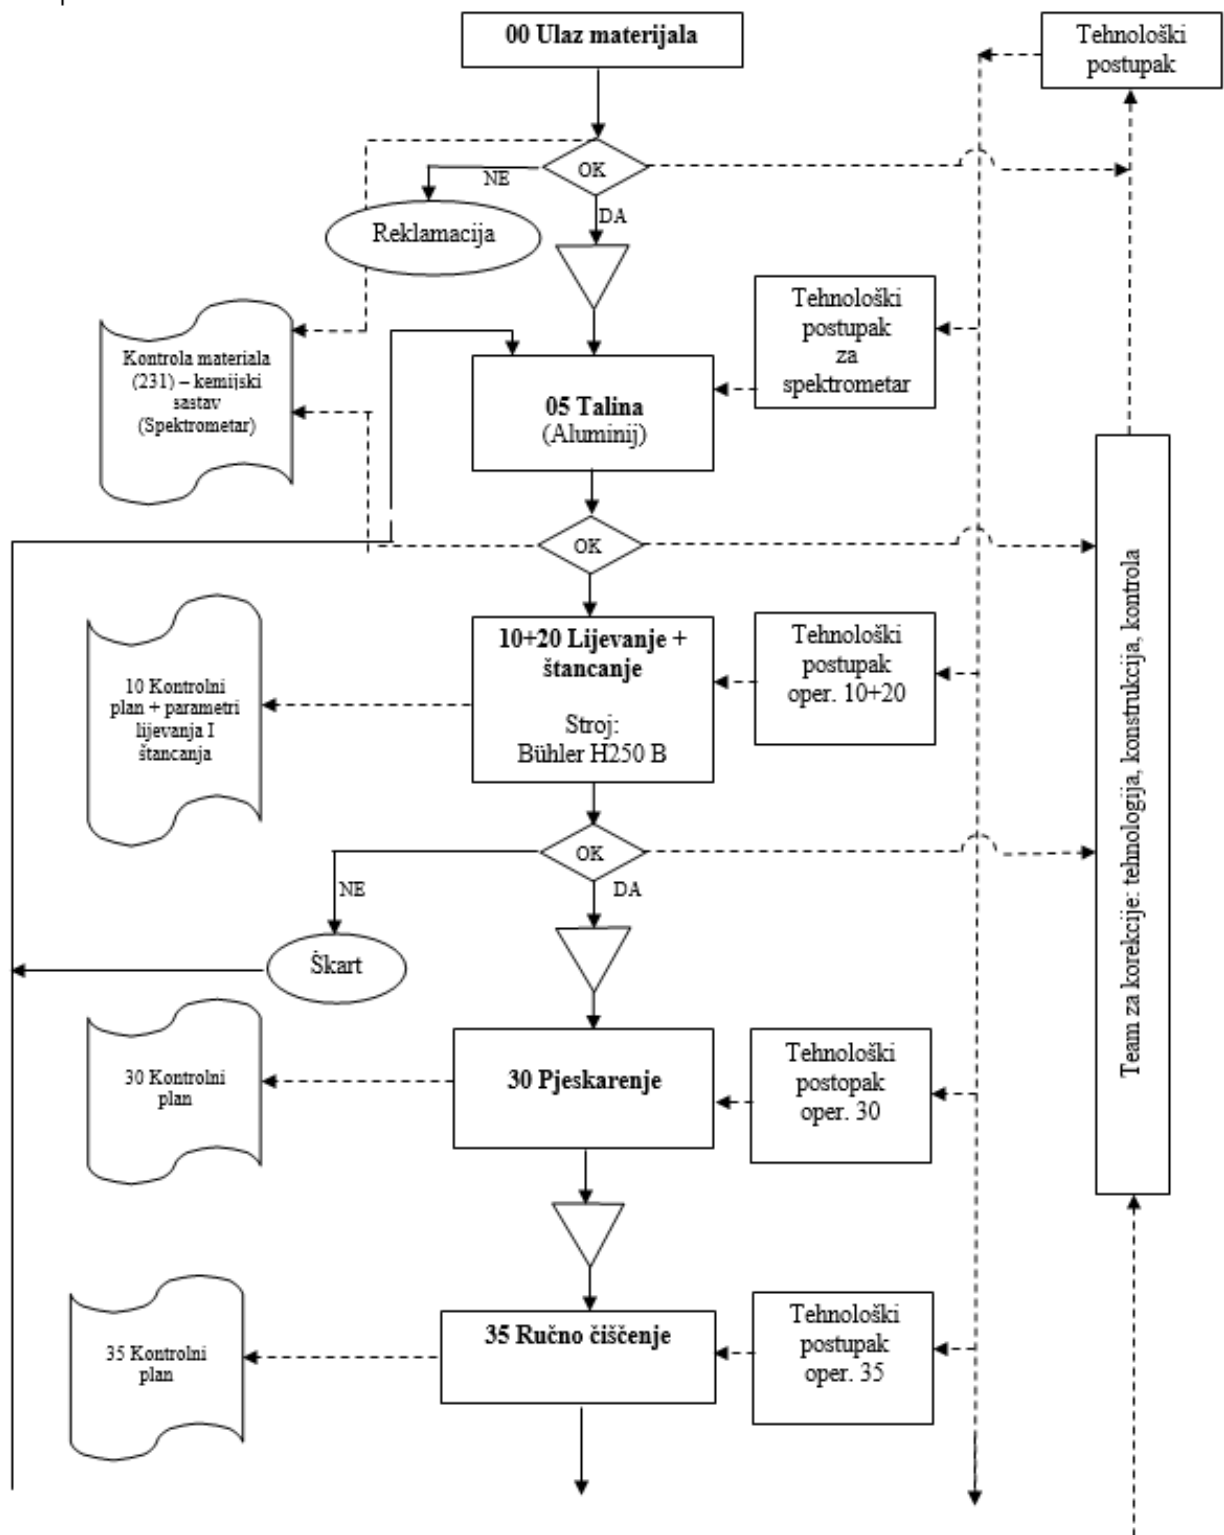 00 Ulaz materijala
Tehnološki
postupak
OK
NE
DA
Reklamacija
Tehnološki
postupak
za
spektrometar
Kontrola materiala
(231) – kemijski
sastav
(Spektrometar)
05 Talina
(Aluminij)
OK
10+20 Lijevanje +
štancanje
Stroj:
Bühler H250 B
Tehnološki
postupak
oper. 10+20
10 Kontrolni
plan + parametri
lijevanja I
štancanja
Team za korekcije: tehnologija, konstrukcija, kontrola
OK
NE
DA
Škart
30 Kontrolni
plan
30 Pjeskarenje
Tehnološki
postopak
oper. 30
35 Kontrolni
plan
35 Ručno čiščenje
Tehnološki
postupak
oper. 35